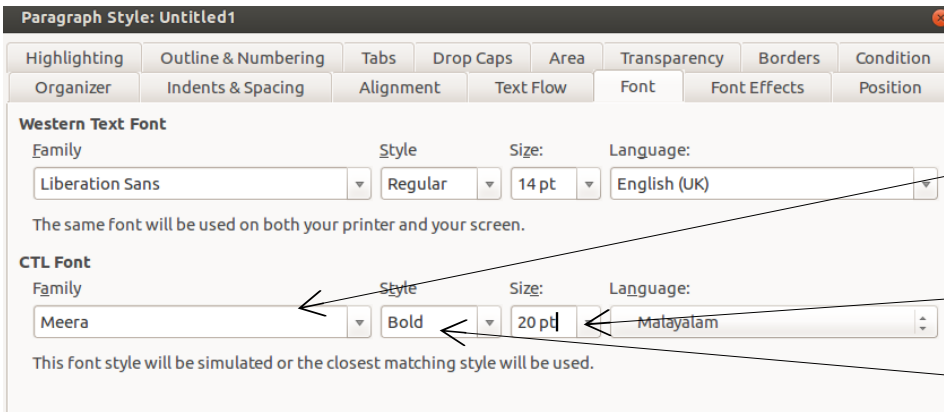 Paragraph Style: Untitled1
Highlighting Outline & Numbering Tabs Drop Caps Area Transparency Borders Condition
Organizer Indents & Spacing Alignment Text Flow Font Font Effects Position
Western Text Font
Family Style Size: Language:
Liberation Sans Regular 14 pt English (UK)
The same font will be used on both your printer and your screen.
CTL Font
Family Style Size: Language:
Meera Bold 20 pt Malayalam
This font style will be simulated or the closest matching style will be used.